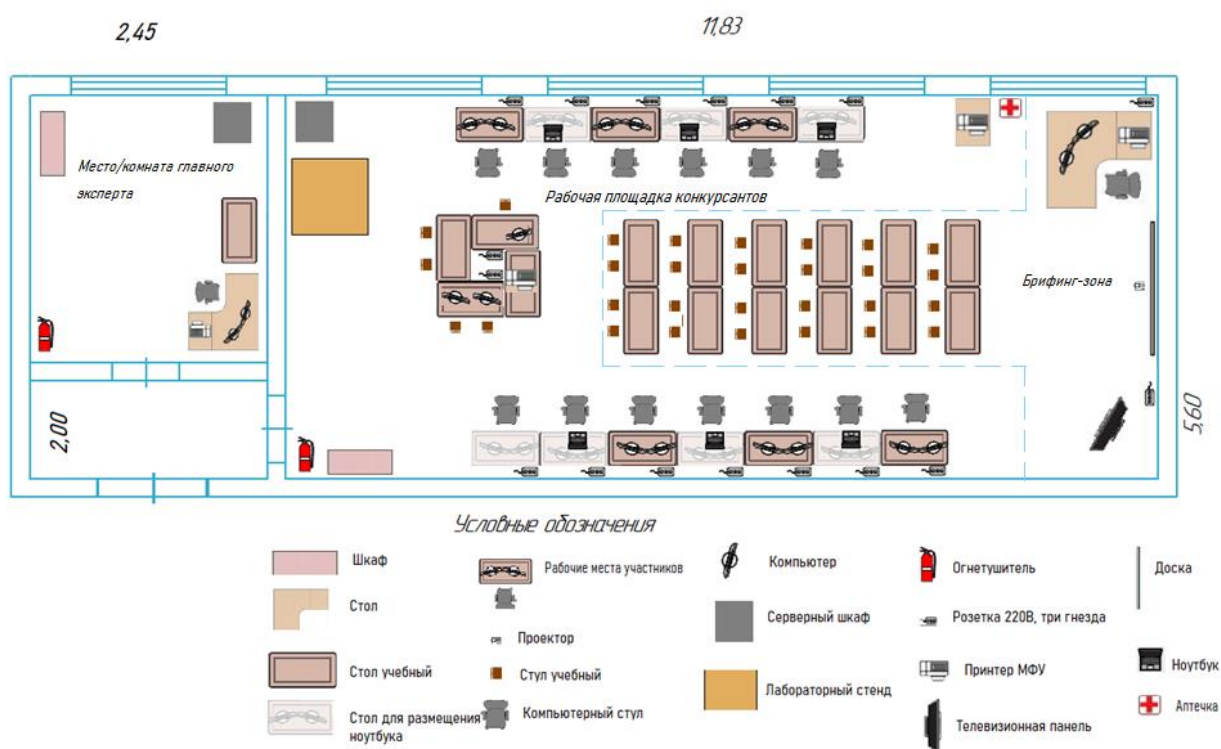 2,45
11,83
Место/комната главного
эксперта
Рабочая площадка конкурсантов
Брифинг-зона
2,00
5,60
Условные обозначения
Шкаф
Стол
Стол учебный
Стол для размещения
ноутбука
Рабочие места участников
Проектор
Стул учебный
Компьютерный стул
Компьютер
Серверный шкаф
Лабораторный стенд
Огнетушитель
Розетка 220В, три гнезда
Принтер МФУ
Телевизионная панель
Доска
Ноутбук
Аптечка